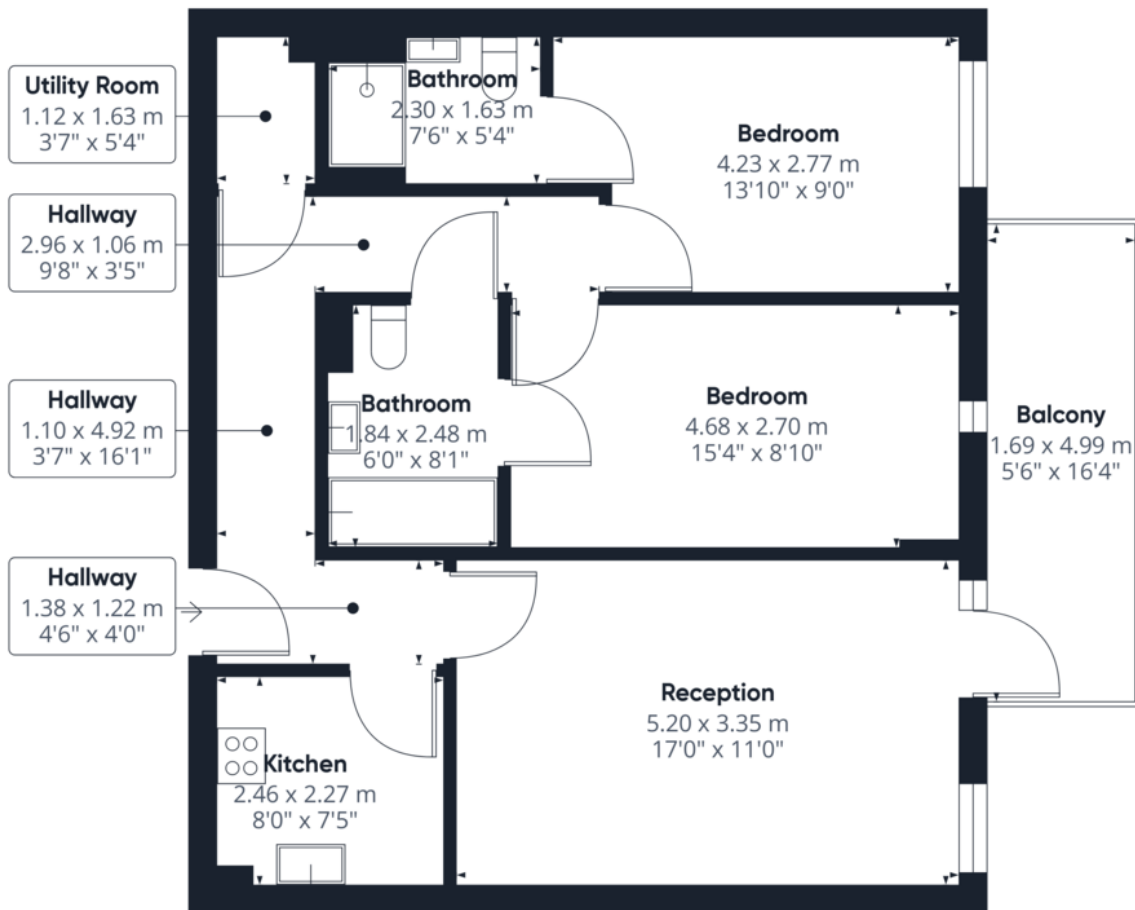 Utility Room
1.12 x 1.63 m
3'7" x 5'4"
Bathroom
2.30 x 1.63 m
7'6" x 5'4"
Bedroom
4.23 x 2.77 m
13'10" x 9'0"
Hallway
2.96 x 1.06 m
9'8" x 3'5"
Hallway
1.10 x 4.92 m
3'7" x 16'1"
Bathroom
1.84 x 2.48 m
6'0" x 8'1"
Bedroom
4.68 x 2.70 m
15'4" x 8'10"
Balcony
1.69 x 4.99 m
5'6" x 16'4"
Hallway
1.38 x 1.22 m
4'6" x 4'0"
Reception
5.20 x 3.35 m
17'0" x 11'0"
Kitchen
2.46 x 2.27 m
8'0" x 7'5"